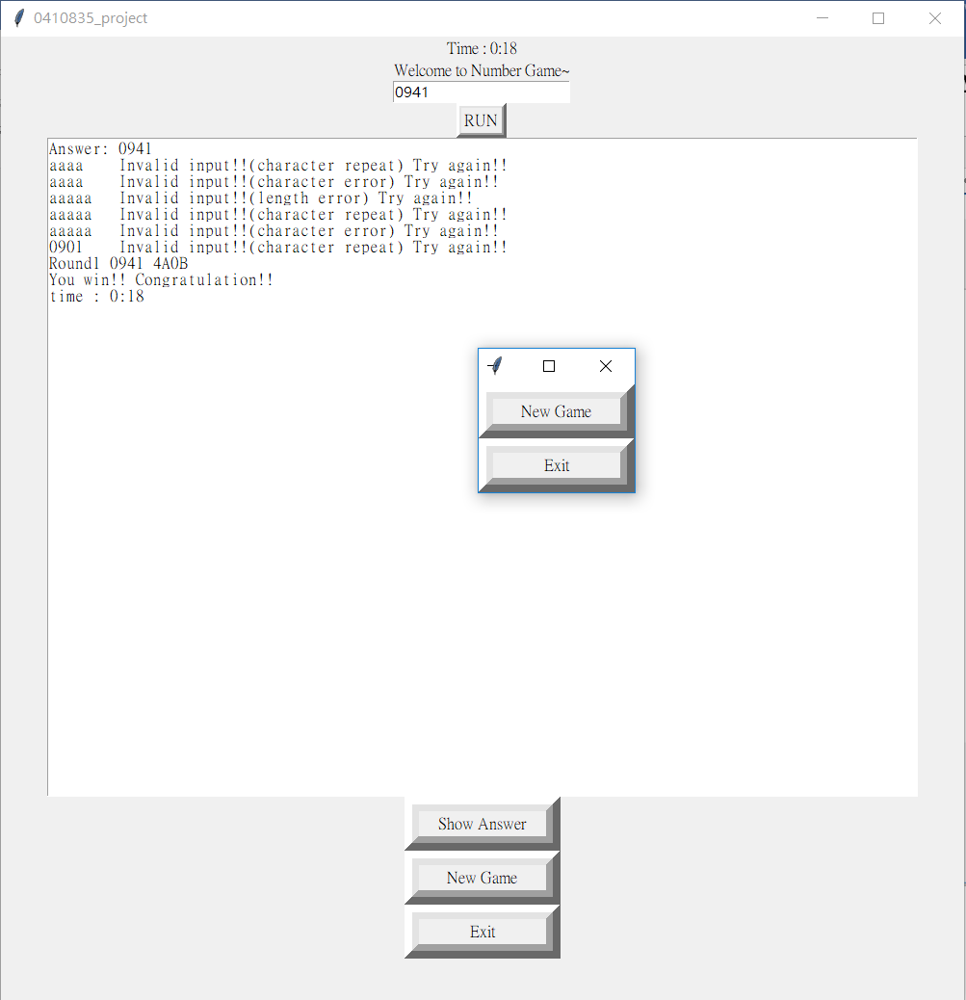 0410835_project
Time : 0:18
Welcome to Number Game~
0941
RUN
Answer: 0941
aaaa    Invalid input!!(character repeat) Try again!!
aaaa    Invalid input!!(character error) Try again!!
aaaaa   Invalid input!!(length error) Try again!!
aaaaa   Invalid input!!(character repeat) Try again!!
aaaaa   Invalid input!!(character error) Try again!!
0901    Invalid input!!(character repeat) Try again!!
Round1 0941 4A0B
You win!! Congratulation!!
time : 0:18
New Game
Exit
Show Answer
New Game
Exit